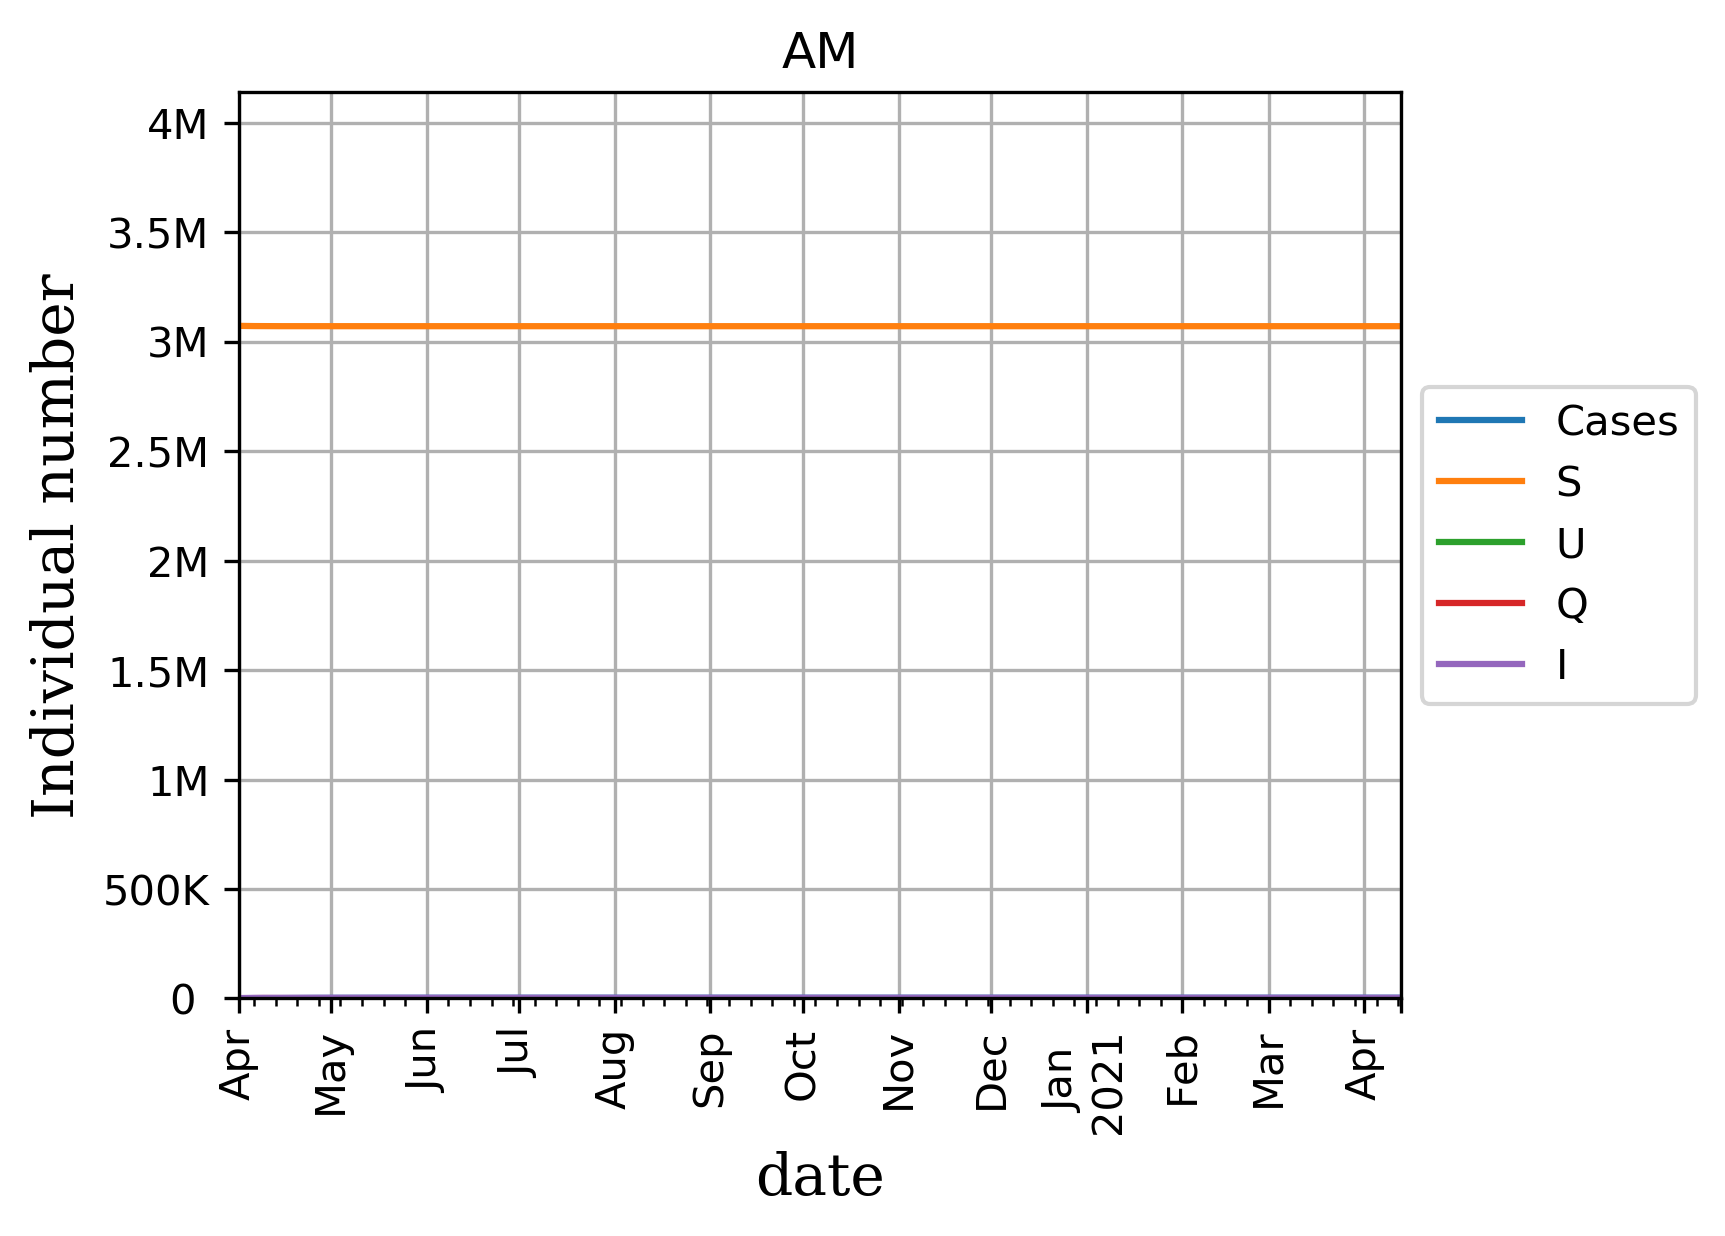 AM
4M
3.5M
3M
2.5M
2M
1.5M
1M
500K
0
Individual number
Apr
May
Jun
Jul
Aug
Sep
Oct
Nov
Dec
Jan
2021
Feb
Mar
Apr
date
Cases
S
U
Q
I